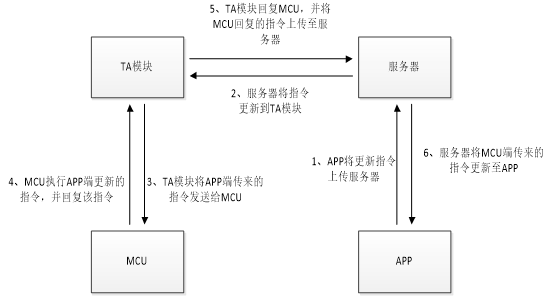 5、TA模块回复MCU，并将
MCU回复的指令上传至服
务器
TA模块
服务器
2、服务器将指令
更新到TA模块
1、APP将更新指令
上传服务器
6、服务器将MCU端传来的
指令更新至APP
4、MCU执行APP端更新的
指令，并回复该指令
3、TA模块将APP端传来的
指令发送给MCU
MCU
APP